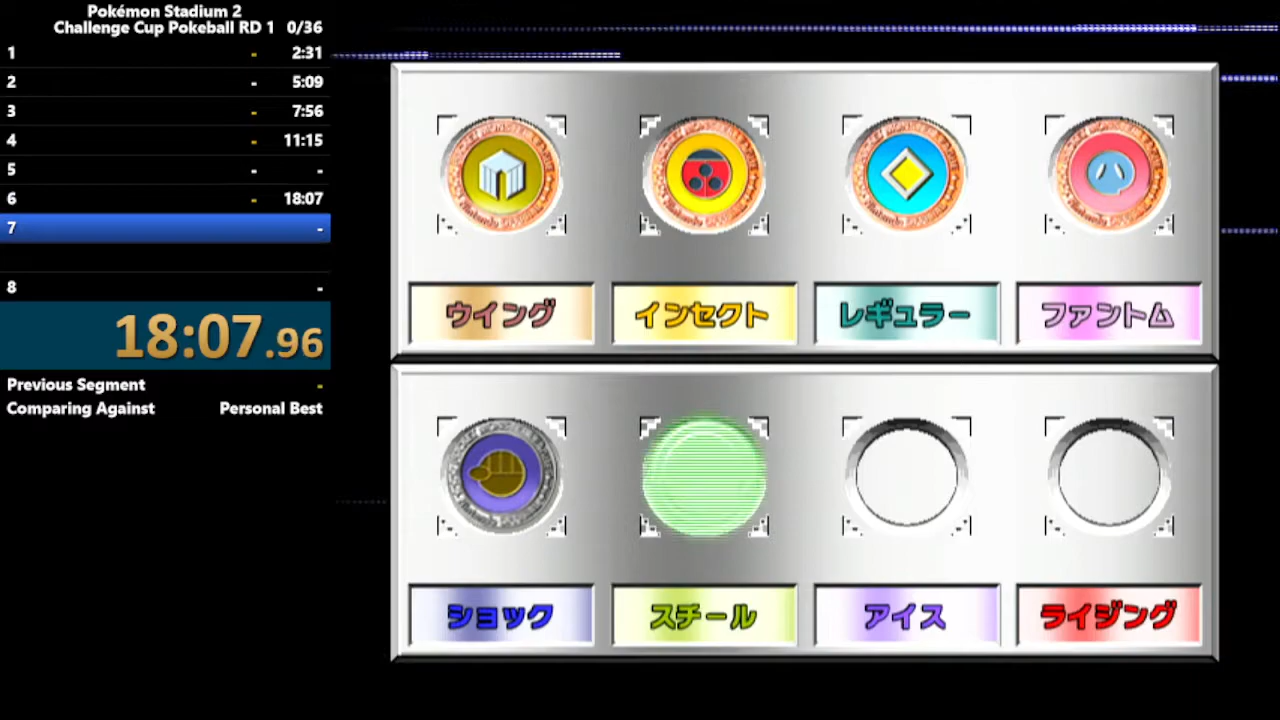 Pokémon Stadium 2
Challenge Cup Pokeball RD 1 0/36
1 - 2:31
2 - 5:09
3 - 7:56
4 - 11:15
5 - -
6 - 18:07
7 -
8 -
18:07.96
Previous Segment -
Comparing Against Personal Best
ウイング インセクト レギュラー ファントム
ショック スチール アイス ライジング